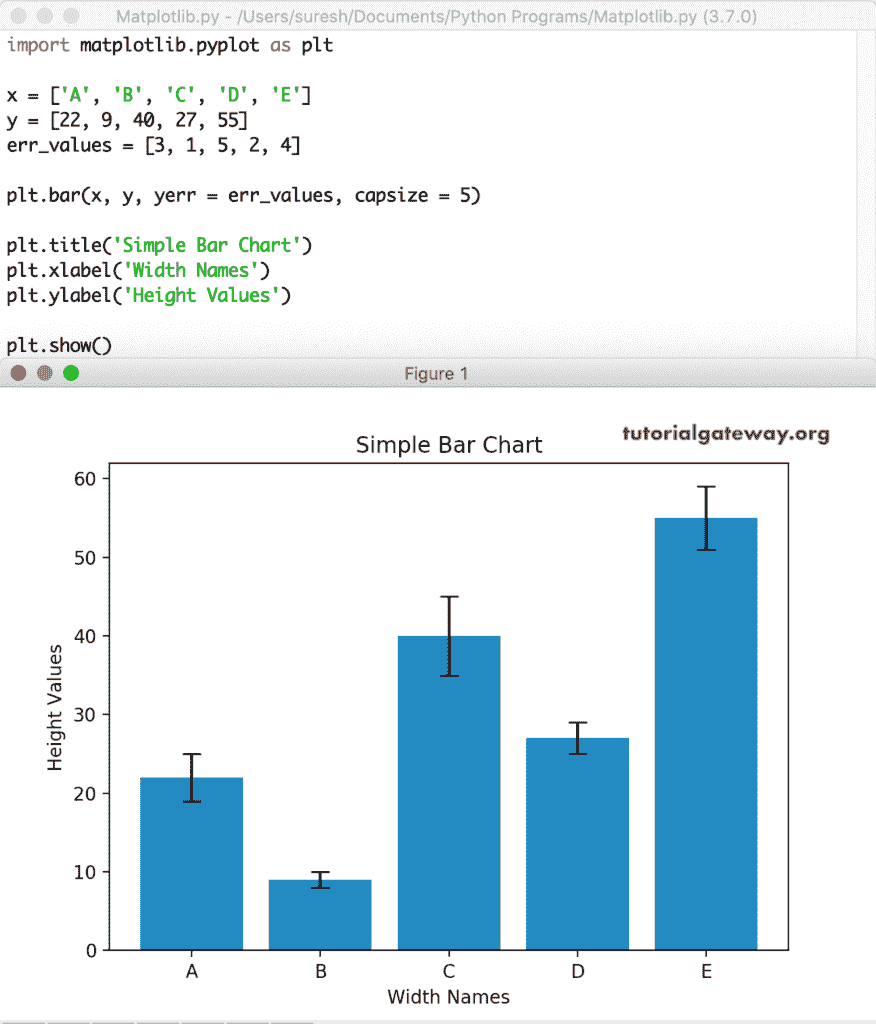 Matplotlib.py - /Users/suresh/Documents/Python Programs/Matplotlib.py (3.7.0)
import matplotlib.pyplot as plt
x = ['A', 'B', 'C', 'D', 'E']
y = [22, 9, 40, 27, 55]
err_values = [3, 1, 5, 2, 4]
plt.bar(x, y, yerr = err_values, capsize = 5)
plt.title('Simple Bar Chart')
plt.xlabel('Width Names')
plt.ylabel('Height Values')
plt.show()
Figure 1
tutorialgateway.org
Simple Bar Chart
60
50
40
30
20
10
0
Height Values
A B C D E
Width Names